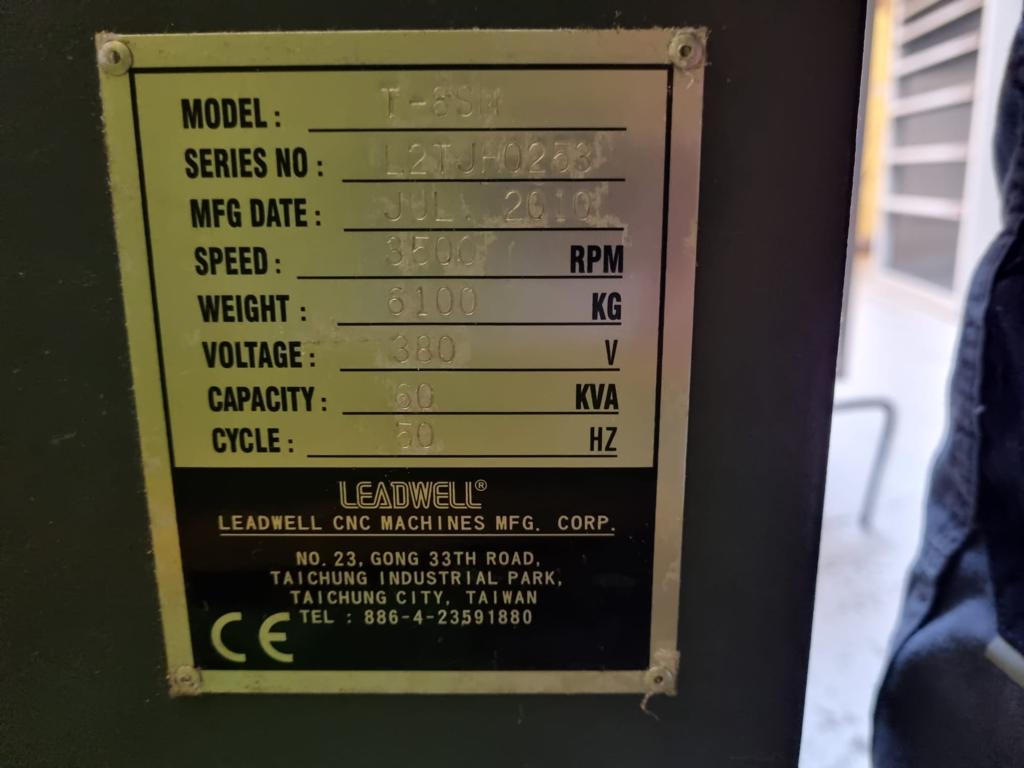 MODEL : T-8SM
SERIES NO : L2TJH0253
MFG DATE : JUL. 2010
SPEED : 3500 RPM
WEIGHT : 6100 KG
VOLTAGE : 380 V
CAPACITY : 60 KVA
CYCLE : 50 HZ
LEADWELL®
LEADWELL CNC MACHINES MFG. CORP.
NO. 23, GONG 33TH ROAD,
TAICHUNG INDUSTRIAL PARK,
TAICHUNG CITY, TAIWAN
TEL : 886-4-23591880
CE